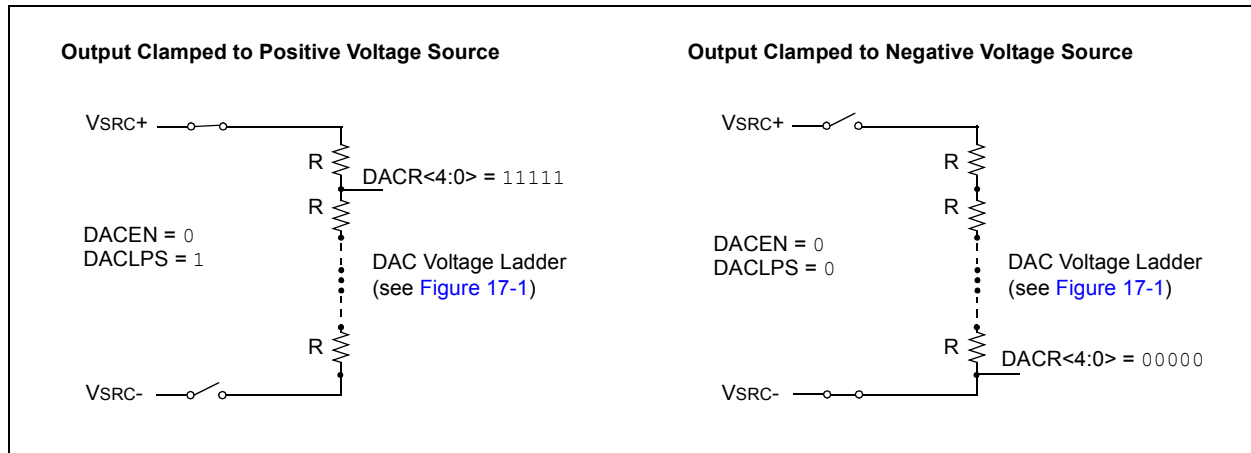 Output Clamped to Positive Voltage Source
VSRC+
R
DACR<4:0> = 11111
R
DACEN = 0
DACLPS = 1
DAC Voltage Ladder
(see Figure 17-1)
R
VSRC-
Output Clamped to Negative Voltage Source
VSRC+
R
R
DACEN = 0
DACLPS = 0
DAC Voltage Ladder
(see Figure 17-1)
R
DACR<4:0> = 00000
VSRC-